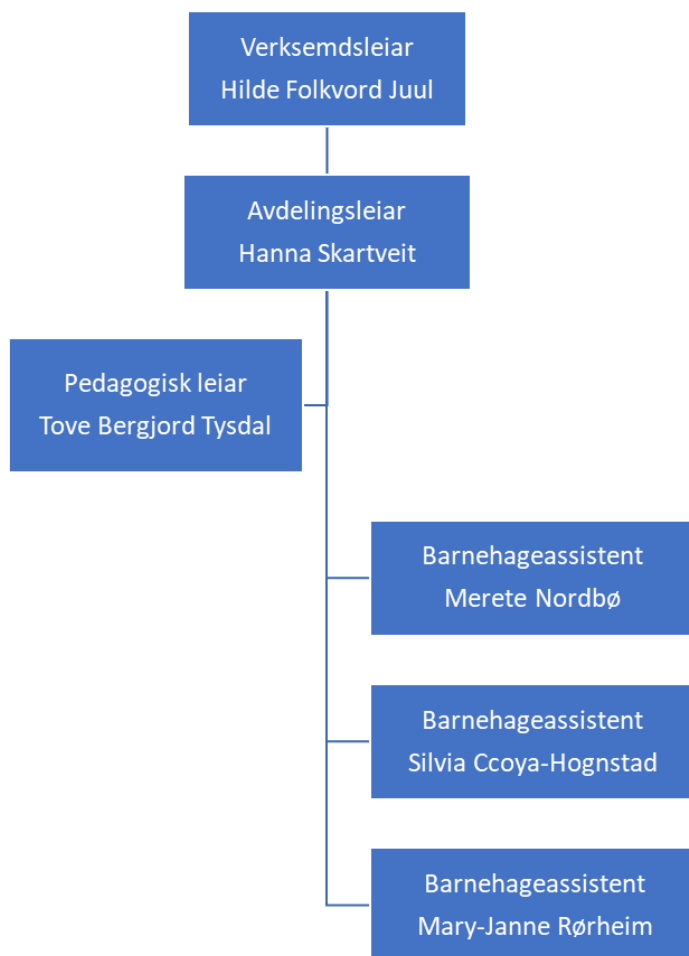 Verksemdsleiar
Hilde Folkvord Juul
Avdelingsleiar
Hanna Skartveit
Pedagogisk leiar
Tove Bergjord Tysdal
Barnehageassistent
Merete Nordbø
Barnehageassistent
Silvia Ccoya-Hognstad
Barnehageassistent
Mary-Janne Rørheim